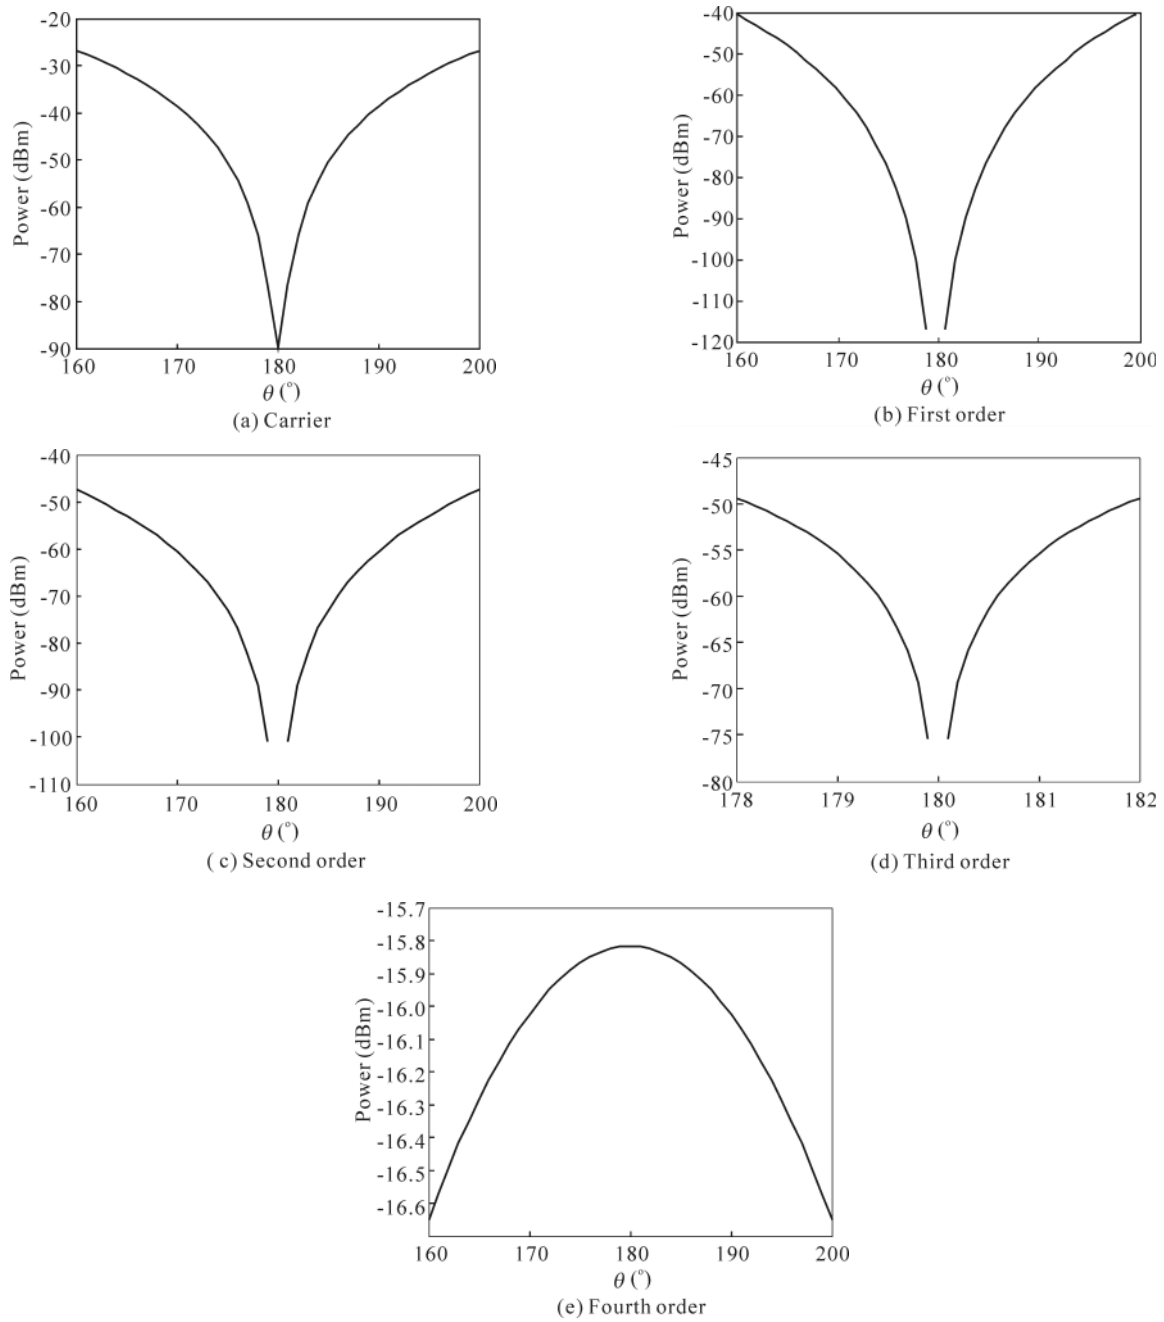 -20
-30
-40
-50
-60
-70
-80
-90
Power (dBm)
160 170 180 190 200
θ (°)
(a) Carrier
-40
-50
-60
-70
-80
-90
-100
-110
-120
Power (dBm)
160 170 180 190 200
θ (°)
(b) First order
-40
-50
-60
-70
-80
-90
-100
-110
Power (dBm)
160 170 180 190 200
θ (°)
( c) Second order
-45
-50
-55
-60
-65
-70
-75
-80
Power (dBm)
178 179 180 181 182
θ (°)
(d) Third order
-15.7
-15.8
-15.9
-16.0
-16.1
-16.2
-16.3
-16.4
-16.5
-16.6
Power (dBm)
160 170 180 190 200
θ (°)
(e) Fourth order